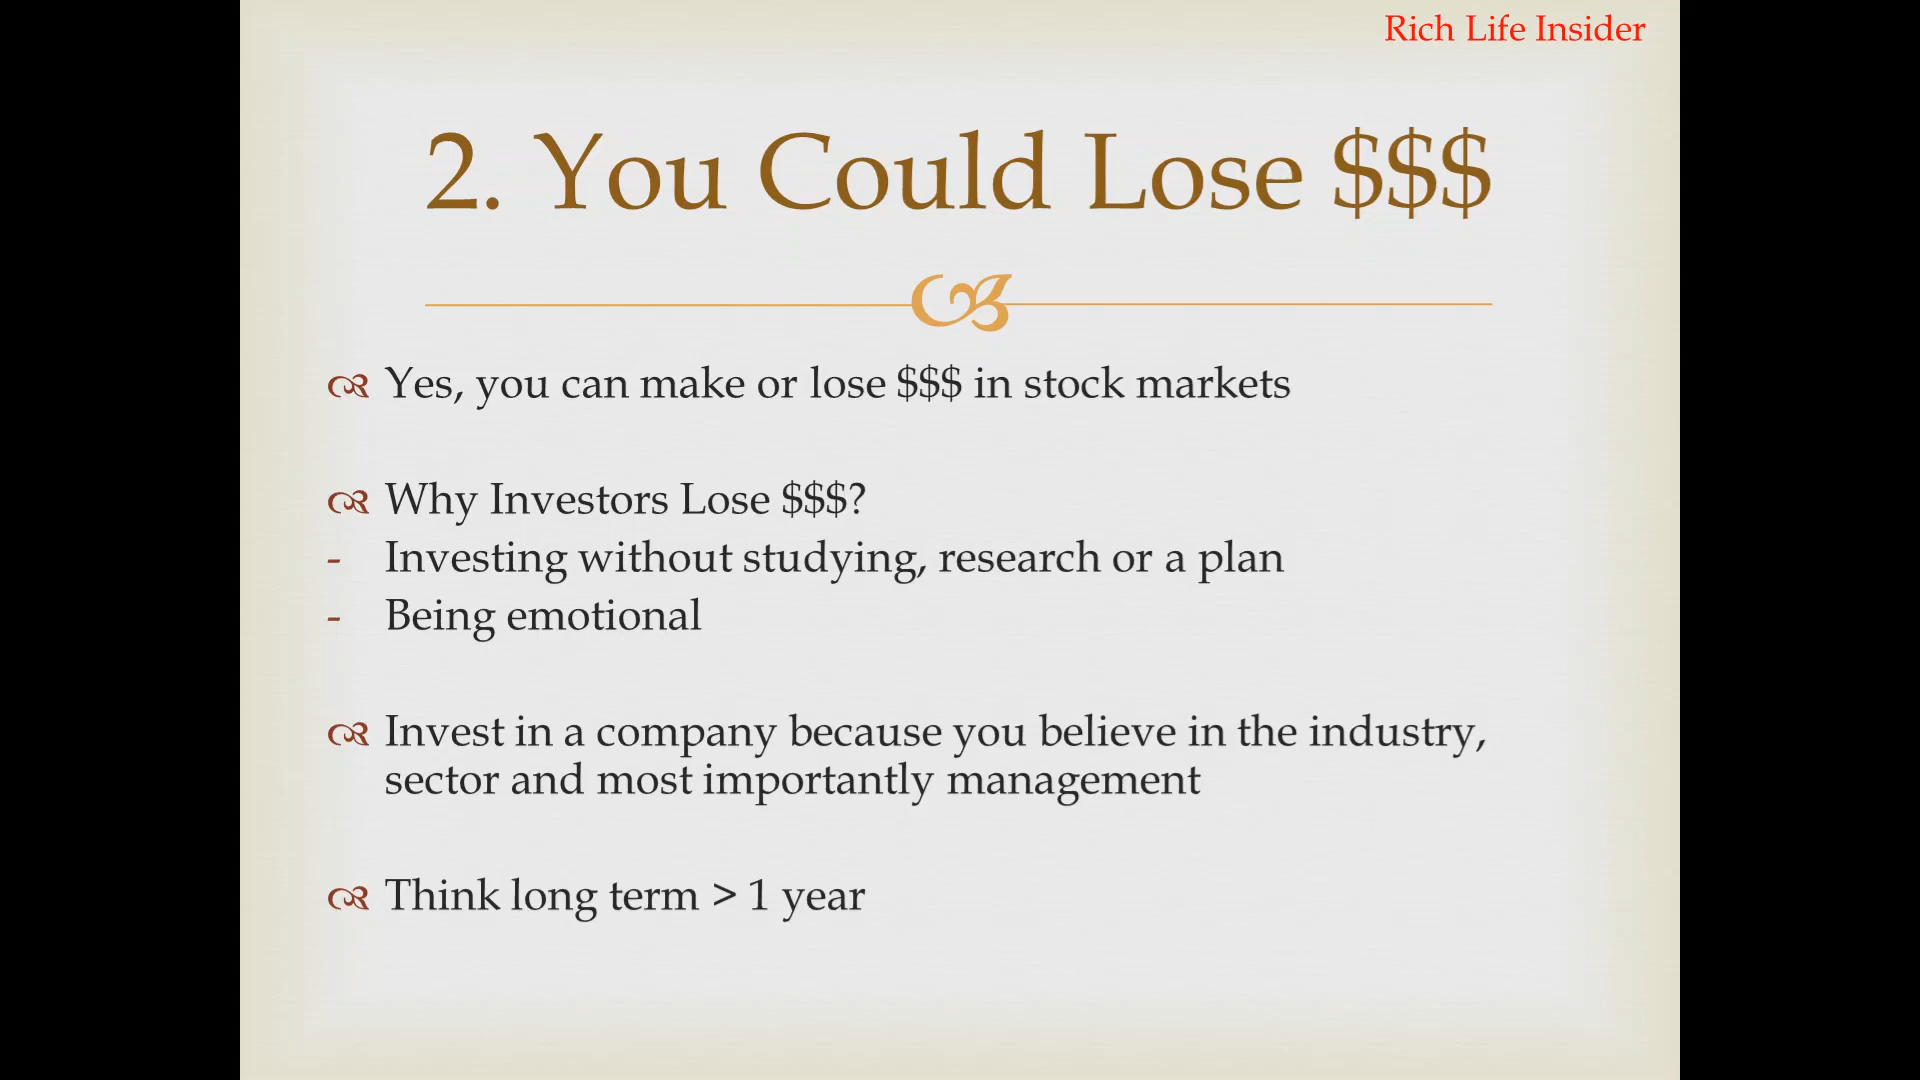 Rich Life Insider
2. You Could Lose $$$
Yes, you can make or lose $$$ in stock markets
Why Investors Lose $$$?
- Investing without studying, research or a plan
- Being emotional
Invest in a company because you believe in the industry,
sector and most importantly management
Think long term > 1 year